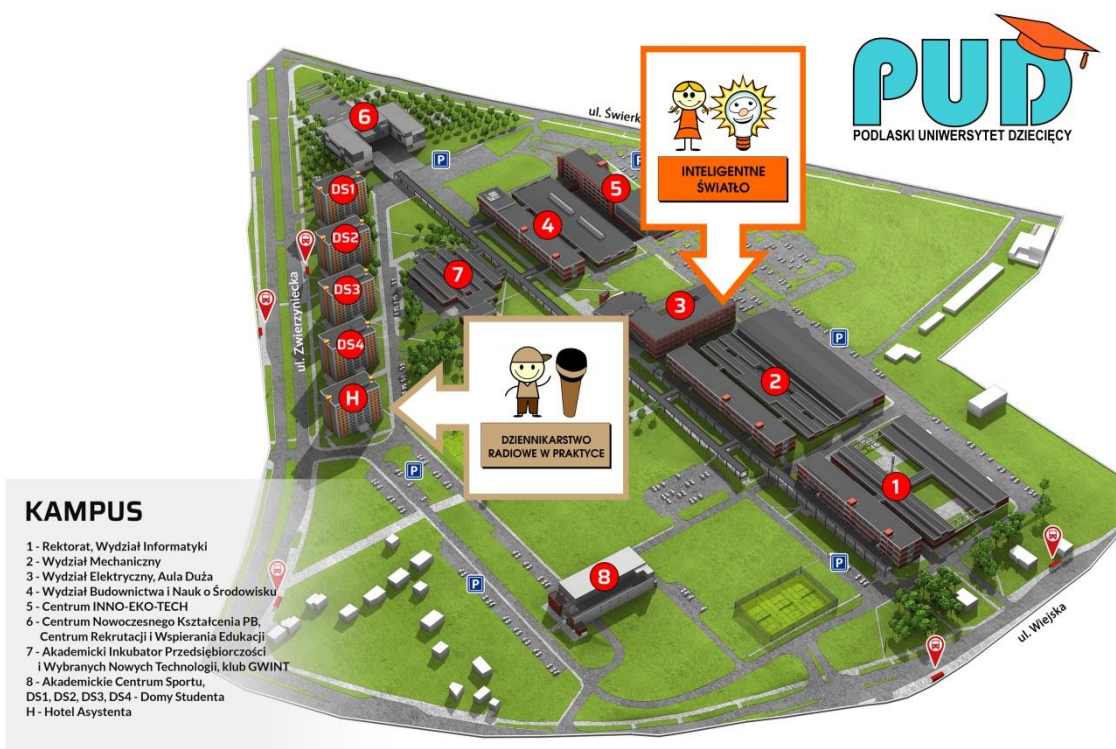 PUD
PODLASKI UNIWERSYTET DZIECIĘCY
INTELIGENTNE
ŚWIATŁO
ul. Świerk
P
P
6
5
DS1
4
DS2
7
DS3
3
ul. Zwierzyniecka
P
DS4
2
H
DZIENNIKARSTWO
RADIOWE W PRAKTYCE
P
1
P
P
8
ul. Wiejska
KAMPUS
1 - Rektorat, Wydział Informatyki
2 - Wydział Mechaniczny
3 - Wydział Elektryczny, Aula Duża
4 - Wydział Budownictwa i Nauk o Środowisku
5 - Centrum INNO-EKO-TECH
6 - Centrum Nowoczesnego Kształcenia PB,
Centrum Rekrutacji i Wspierania Edukacji
7 - Akademicki Inkubator Przedsiębiorczości
i Wybranych Nowych Technologii, klub GWINT
8 - Akademickie Centrum Sportu,
DS1, DS2, DS3, DS4 - Domy Studenta
H - Hotel Asystenta